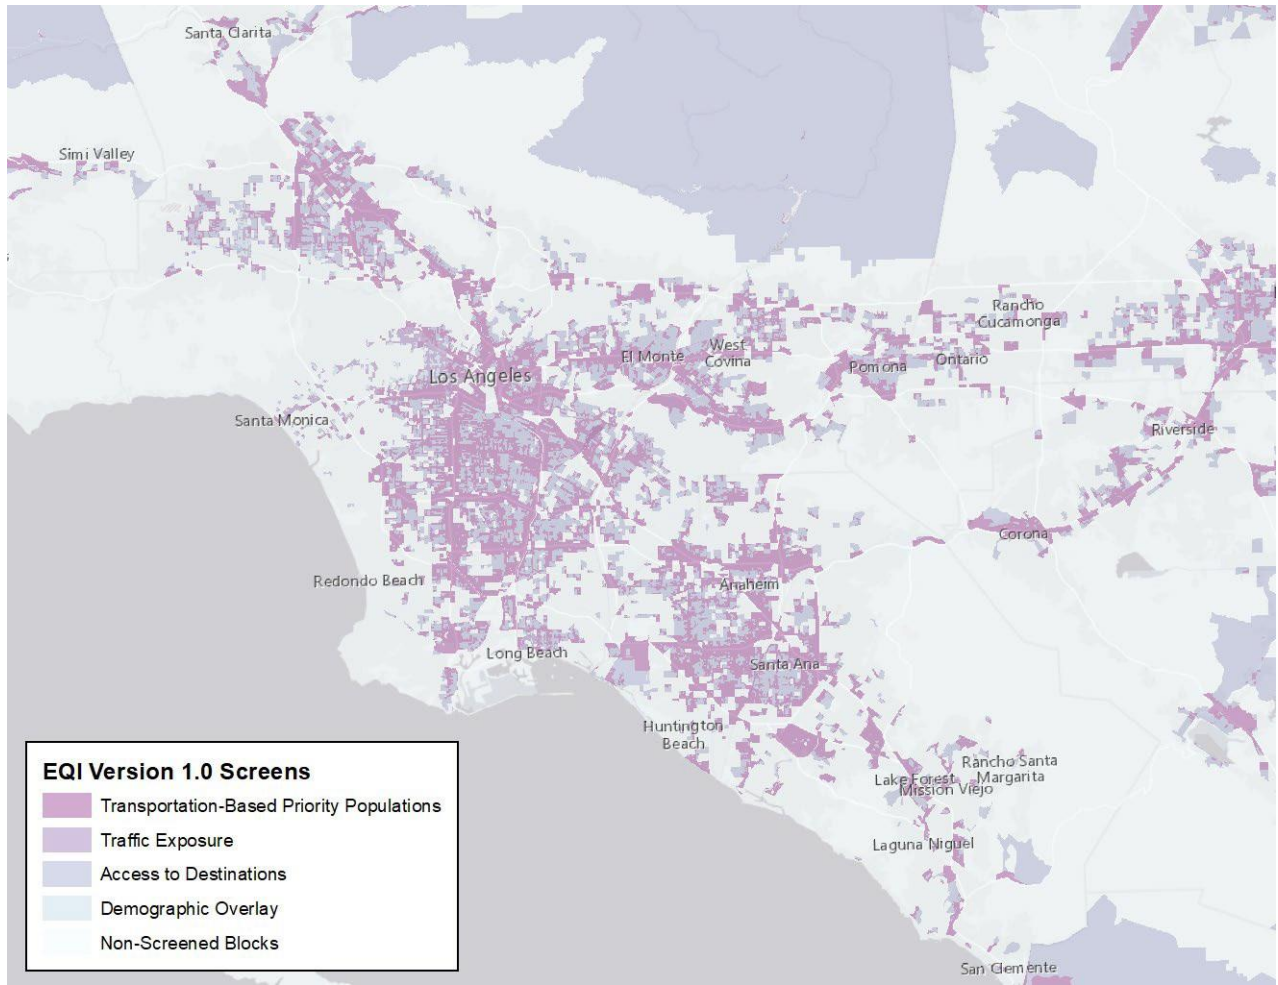 Santa Clarita
Simi Valley
Rancho
Cucamonga
El Monte
West
Covina
Pomona
Ontario
Los Angeles
Santa Monica
Riverside
Corona
Redondo Beach
Anaheim
Long Beach
Santa Ana
Huntington
Beach
Rancho Santa
Margarita
Lake Forest
Mission Viejo
Laguna Niguel
San Clemente
EQI Version 1.0 Screens
Transportation-Based Priority Populations
Traffic Exposure
Access to Destinations
Demographic Overlay
Non-Screened Blocks